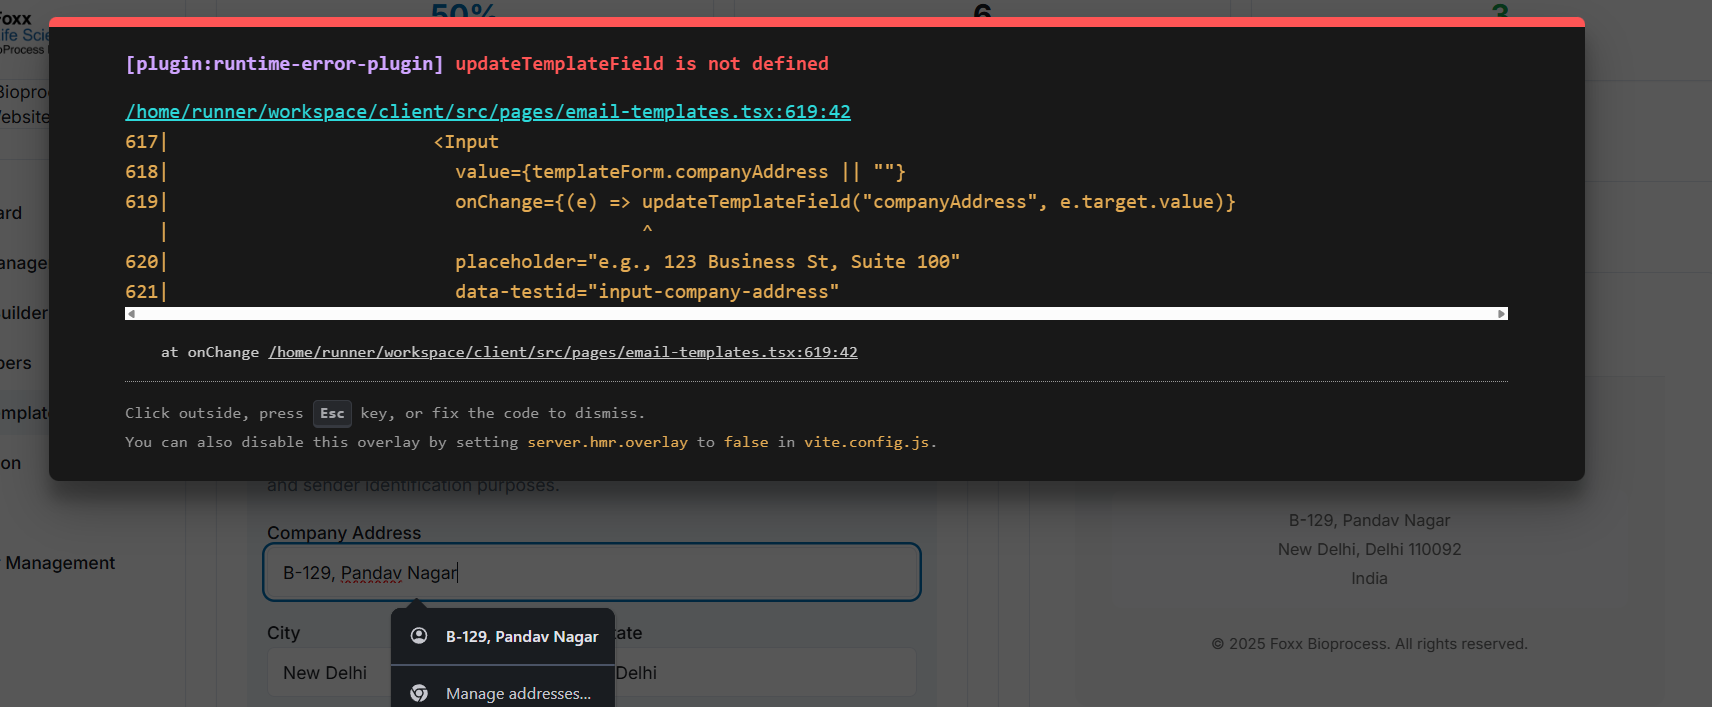 50%
6
3
Foxx
ife Scie
oProcess
Biopro
Website
[plugin:runtime-error-plugin] updateTemplateField is not defined
/home/runner/workspace/client/src/pages/email-templates.tsx:619:42
617| <Input
618| value={templateForm.companyAddress || ""}
619| onChange={(e) => updateTemplateField("companyAddress", e.target.value)}
| ^
620| placeholder="e.g., 123 Business St, Suite 100"
621| data-testid="input-company-address"
at onChange /home/runner/workspace/client/src/pages/email-templates.tsx:619:42
Click outside, press Esc key, or fix the code to dismiss.
You can also disable this overlay by setting server.hmr.overlay to false in vite.config.js.
ard
anage
uilder
bers
mplat
on
Management
and sender identification purposes.
Company Address
B-129, Pandav Nagar
City
ate
New Delhi
Delhi
B-129, Pandav Nagar
Manage addresses...
B-129, Pandav Nagar
New Delhi, Delhi 110092
India
© 2025 Foxx Bioprocess. All rights reserved.